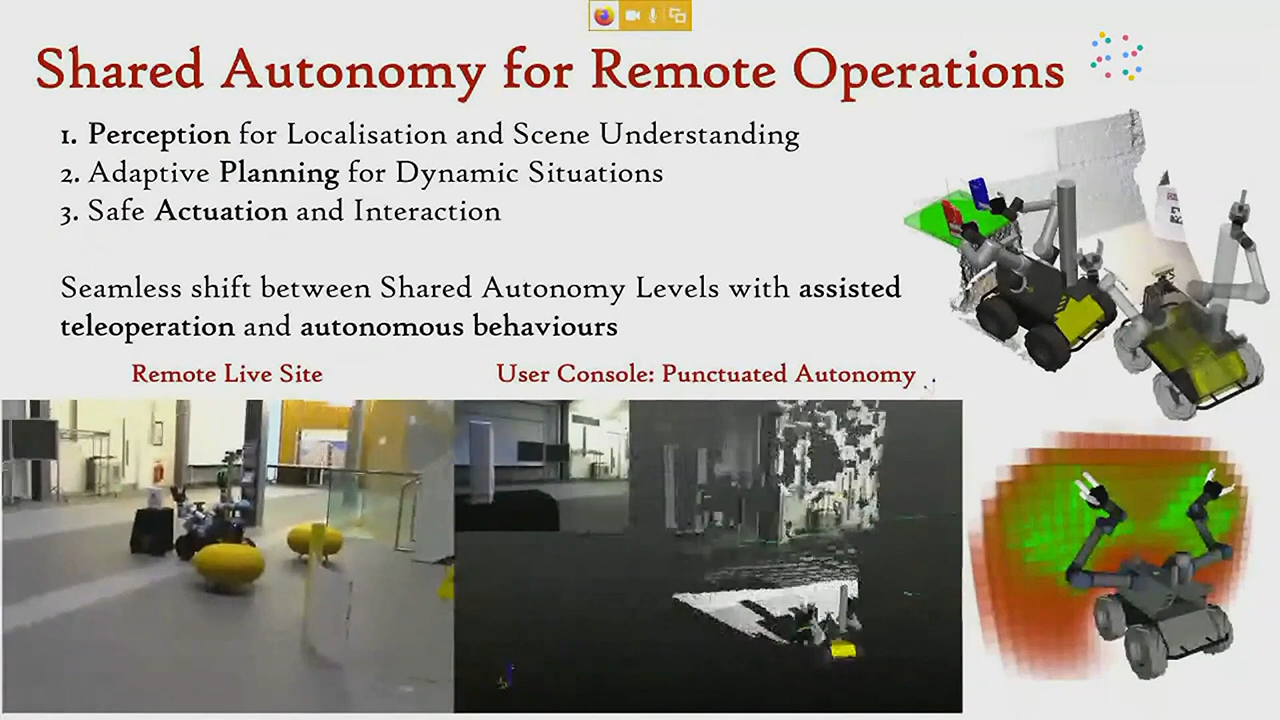 Shared Autonomy for Remote Operations
1. Perception for Localisation and Scene Understanding
2. Adaptive Planning for Dynamic Situations
3. Safe Actuation and Interaction
Seamless shift between Shared Autonomy Levels with assisted
teleoperation and autonomous behaviours
Remote Live Site
User Console: Punctuated Autonomy